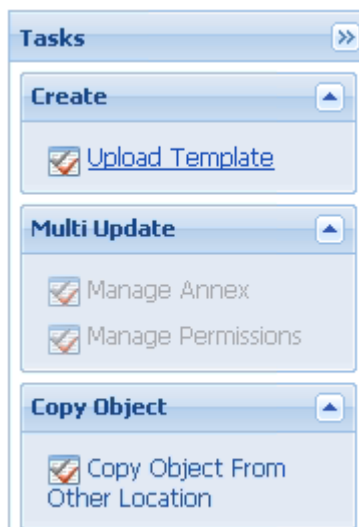 Tasks
Create
Upload Template
Multi Update
Manage Annex
Manage Permissions
Copy Object
Copy Object From
Other Location